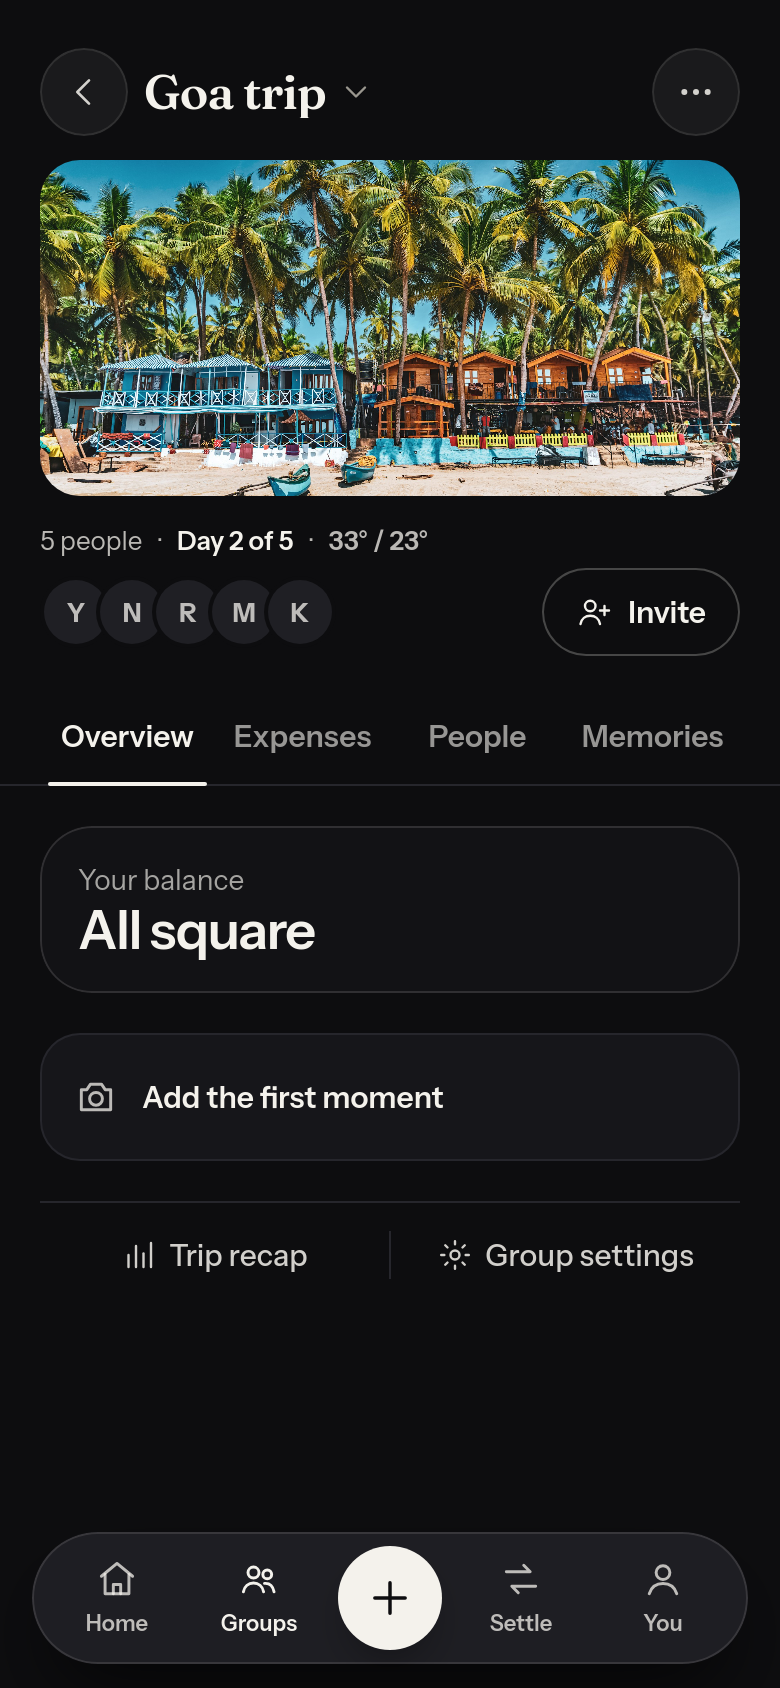 Goa trip
5 people · Day 2 of 5 · 33° / 23°
Y N R M K
Invite
Overview Expenses People Memories
Your balance
All square
Add the first moment
Trip recap Group settings
Home Groups Settle You